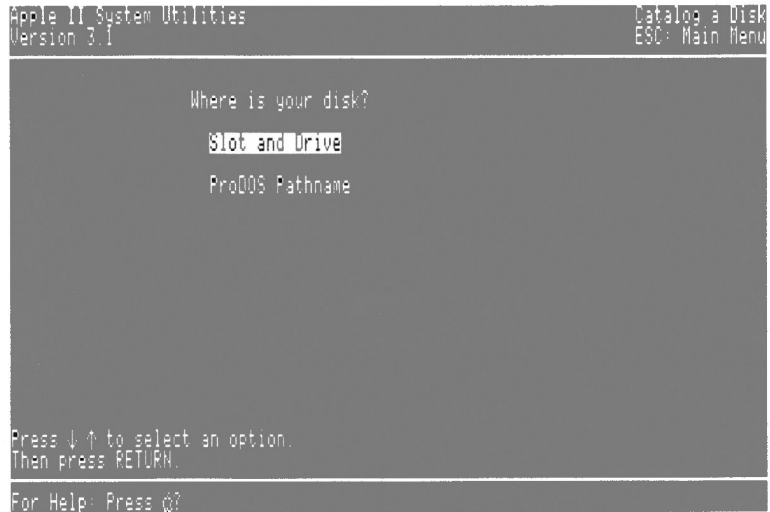 Apple II System Utilities
Catalog a Disk
Version 3.1
ESC: Main Menu
Where is your disk?
Slot and Drive
ProDOS Pathname
Press ↓ ↑ to select an option.
Then press RETURN.
For Help: Press ?